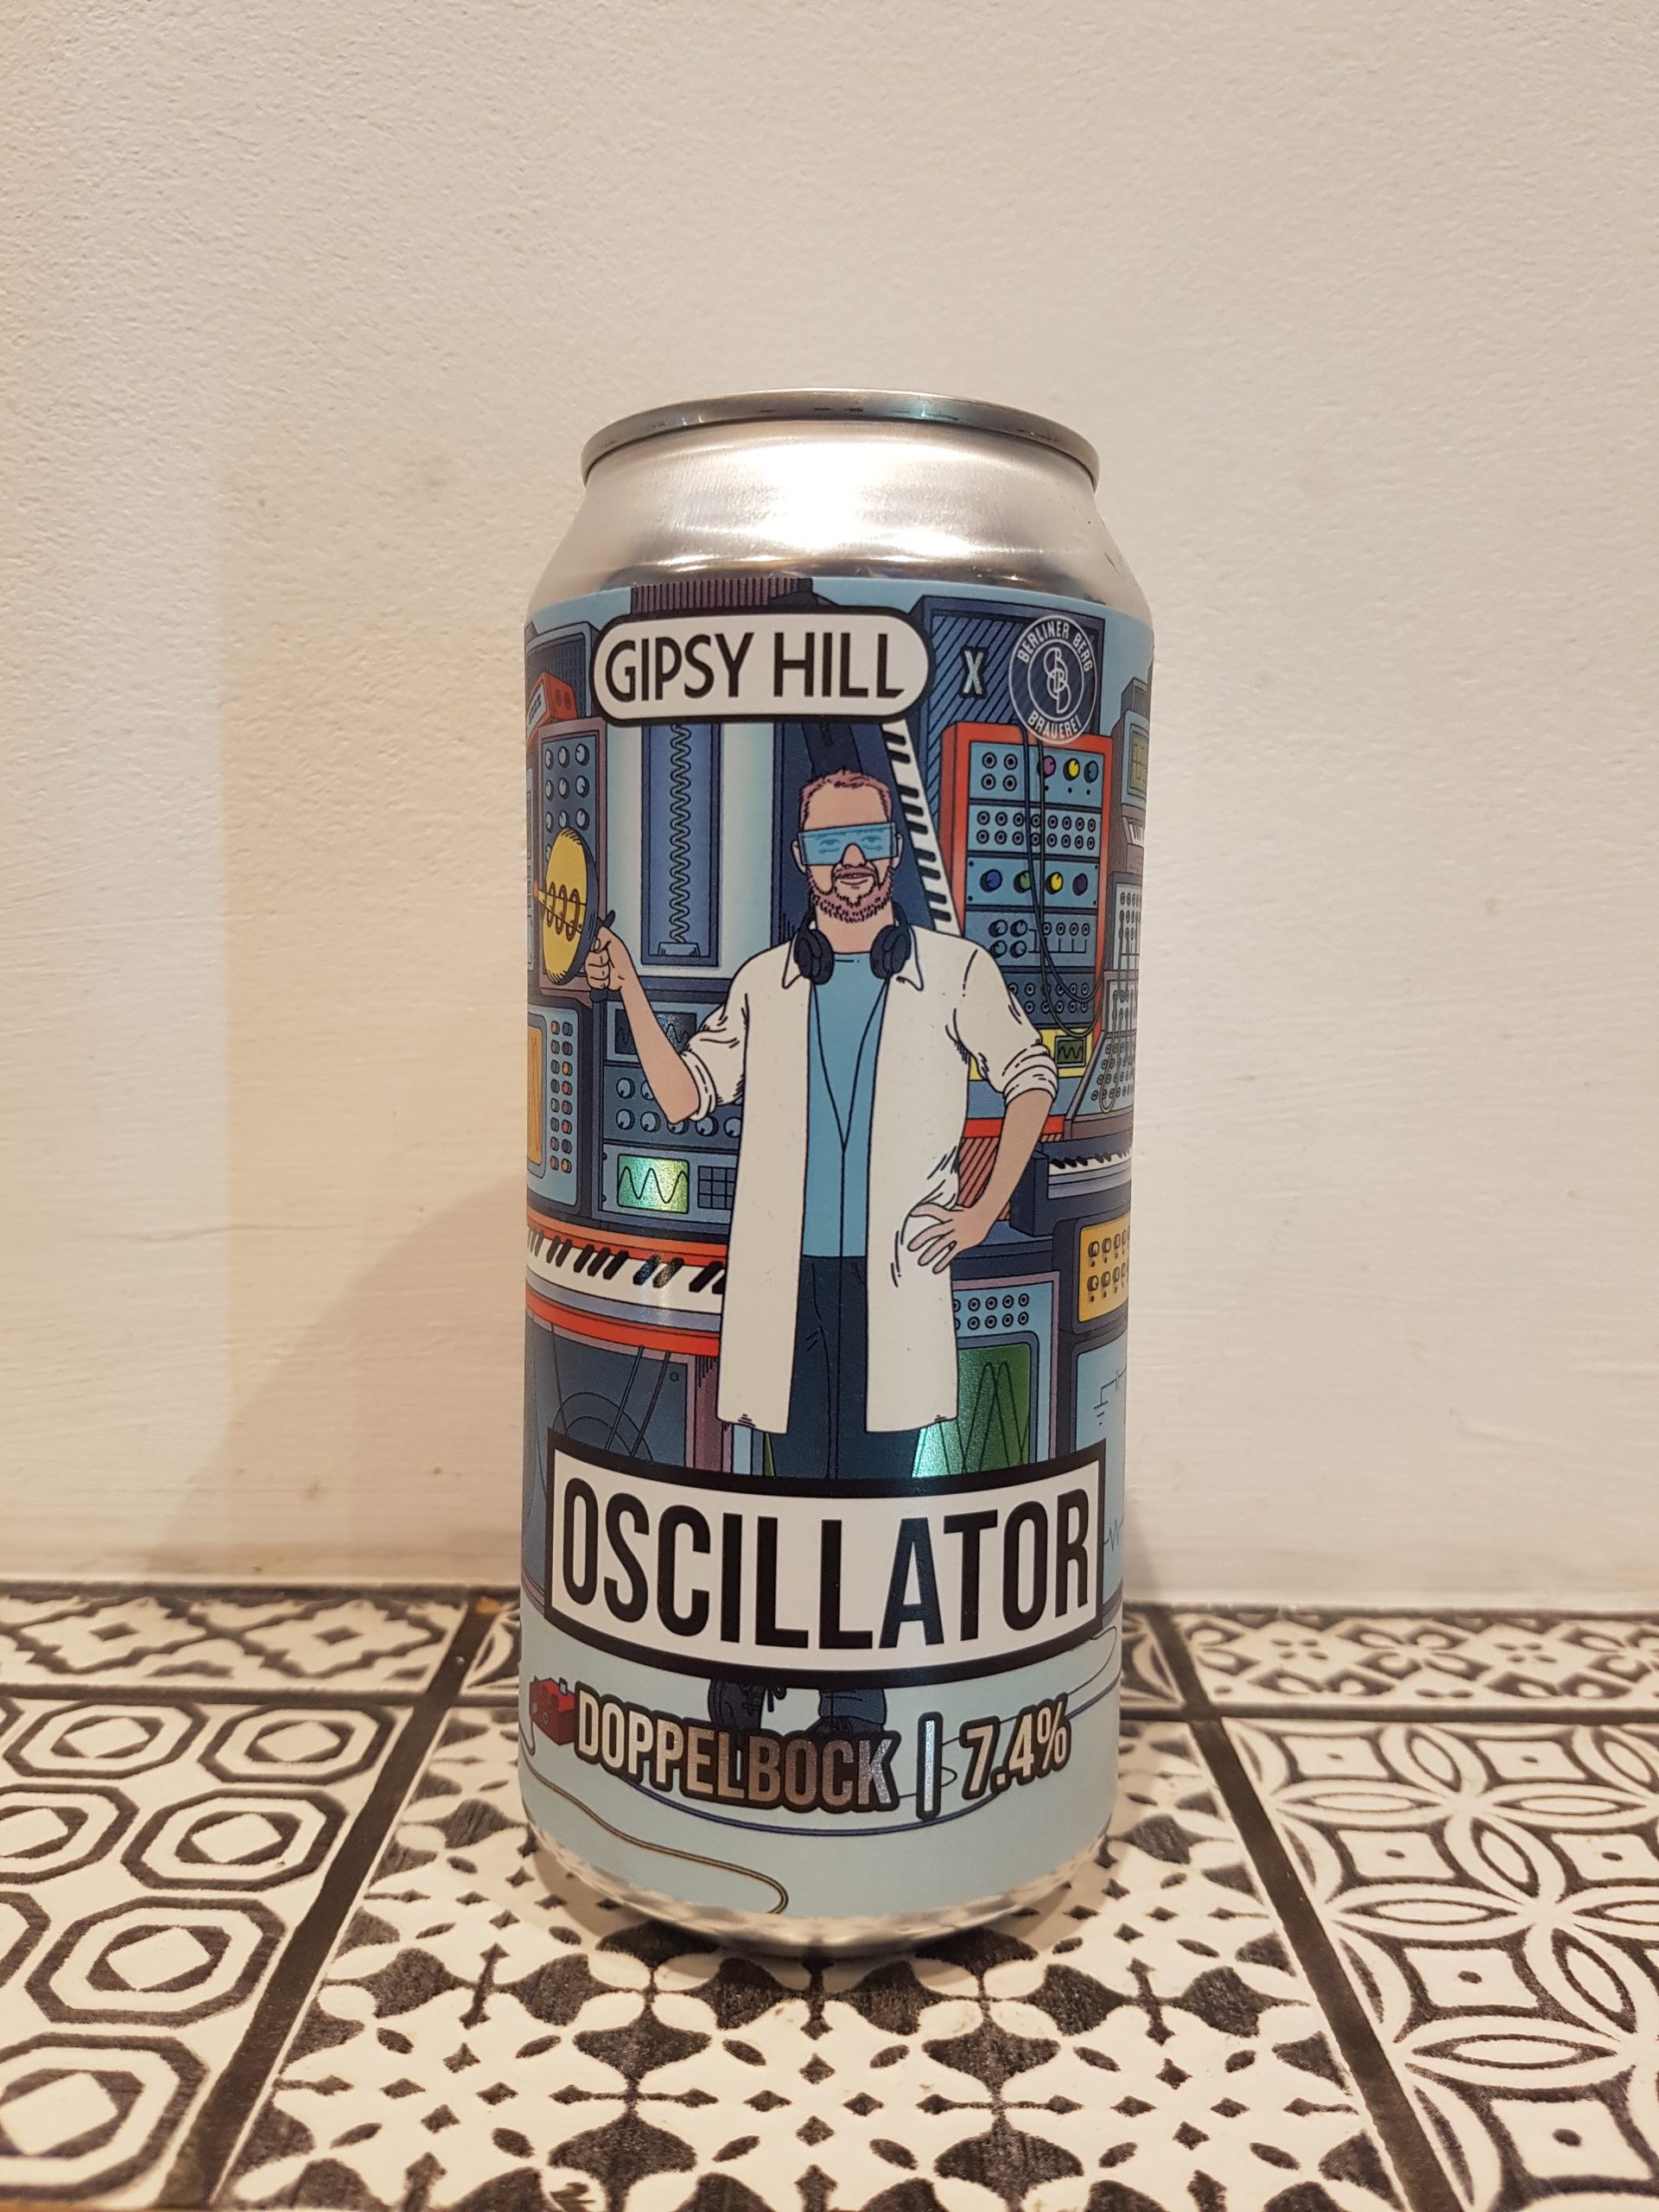 GIPSY HILL X BERLINER BERG BRAUEREI
OSCILLATOR
DOPPELBOCK | 7.4%